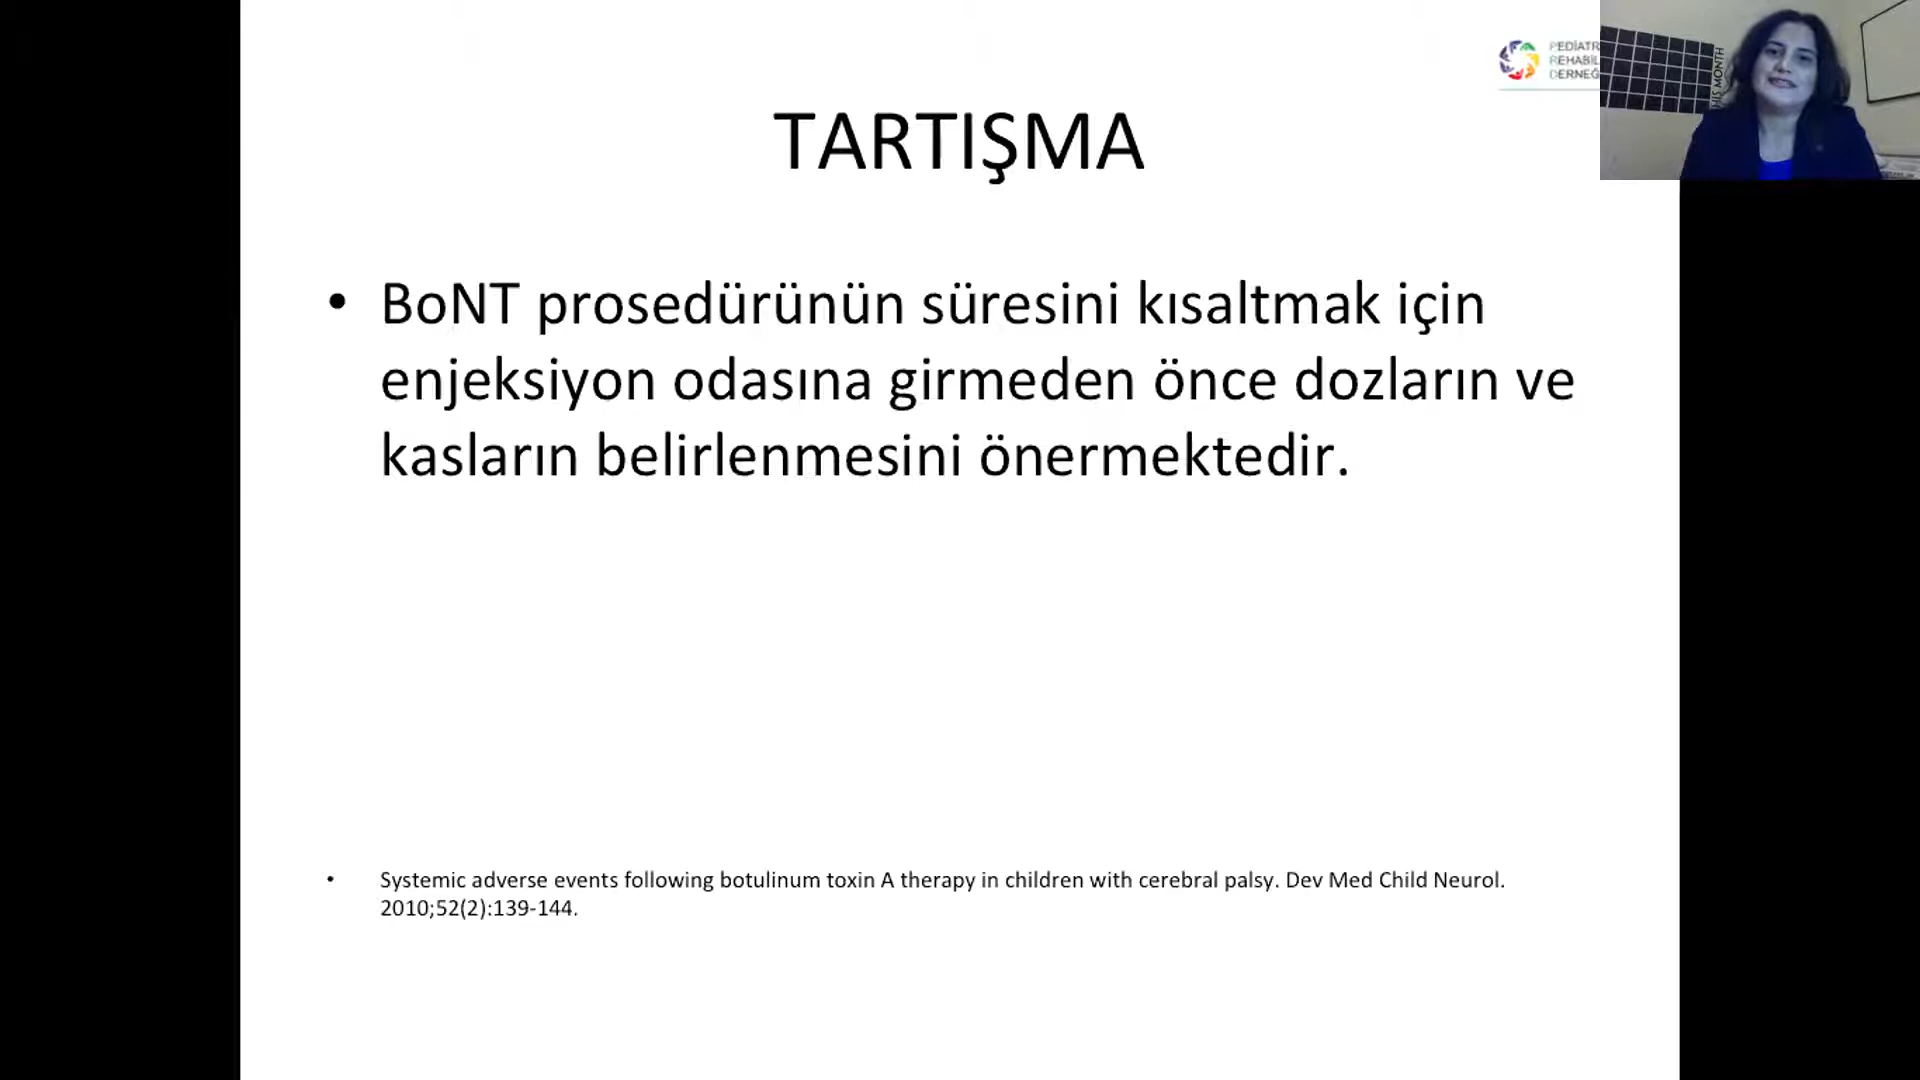 PEDİATR
REHABİL
DERNEĞ
THIS MONTH
TARTIŞMA
• BoNT prosedürünün süresini kısaltmak için
enjeksiyon odasına girmeden önce dozların ve
kasların belirlenmesini önermektedir.
• Systemic adverse events following botulinum toxin A therapy in children with cerebral palsy. Dev Med Child Neurol.
2010;52(2):139-144.